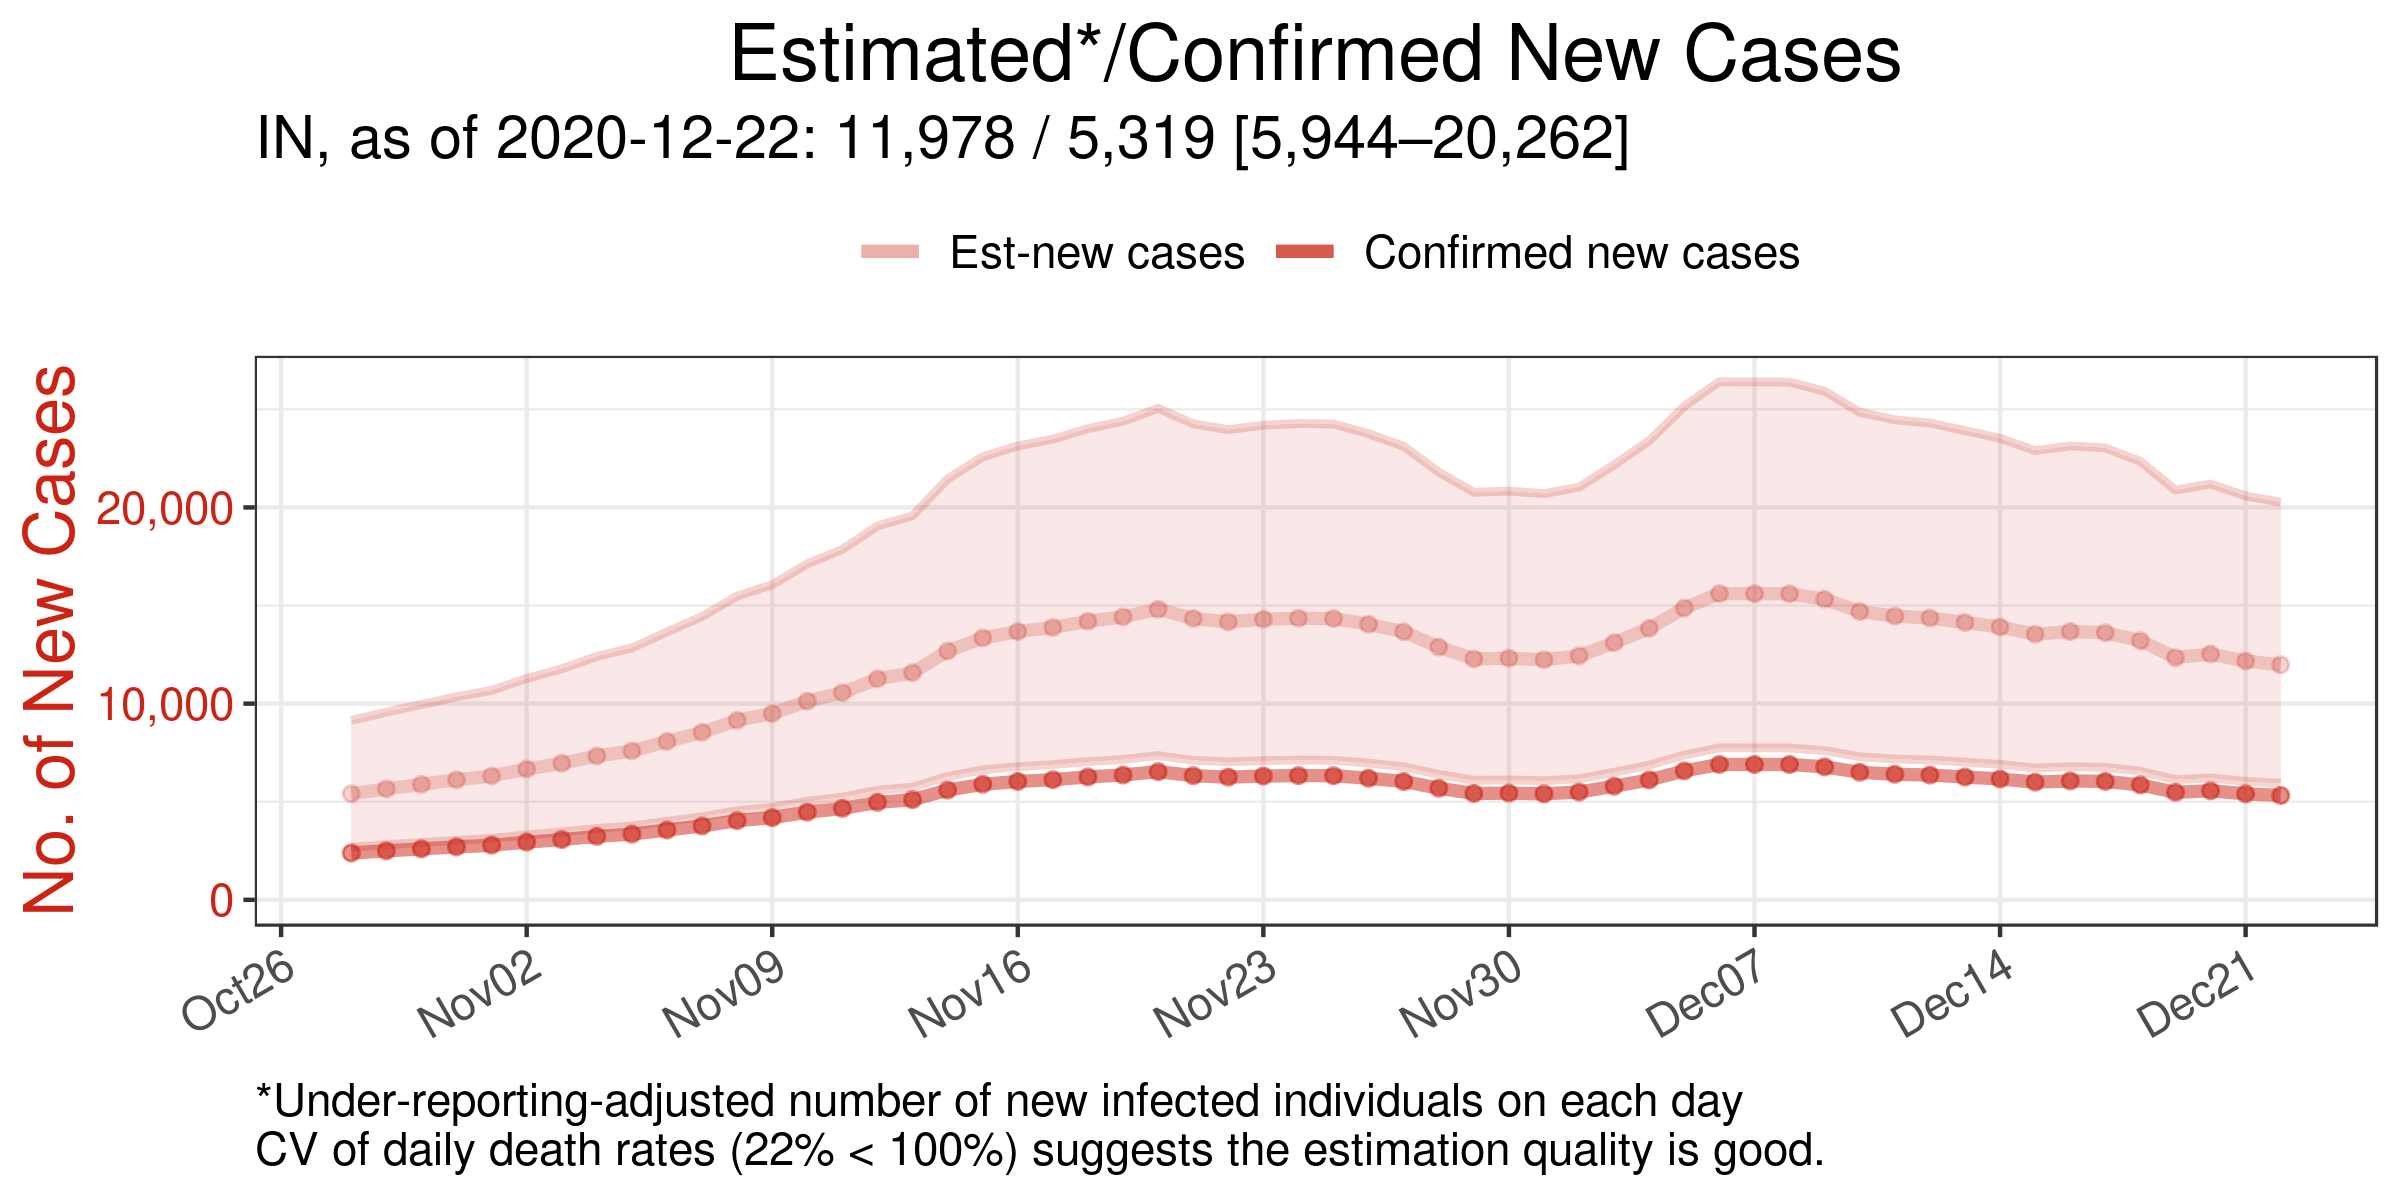 Estimated*/Confirmed New Cases
IN, as of 2020-12-22: 11,978 / 5,319 [5,944–20,262]
Est-new cases
Confirmed new cases
No. of New Cases
20,000
10,000
0
Oct26
Nov02
Nov09
Nov16
Nov23
Nov30
Dec07
Dec14
Dec21
*Under-reporting-adjusted number of new infected individuals on each day
CV of daily death rates (22% < 100%) suggests the estimation quality is good.